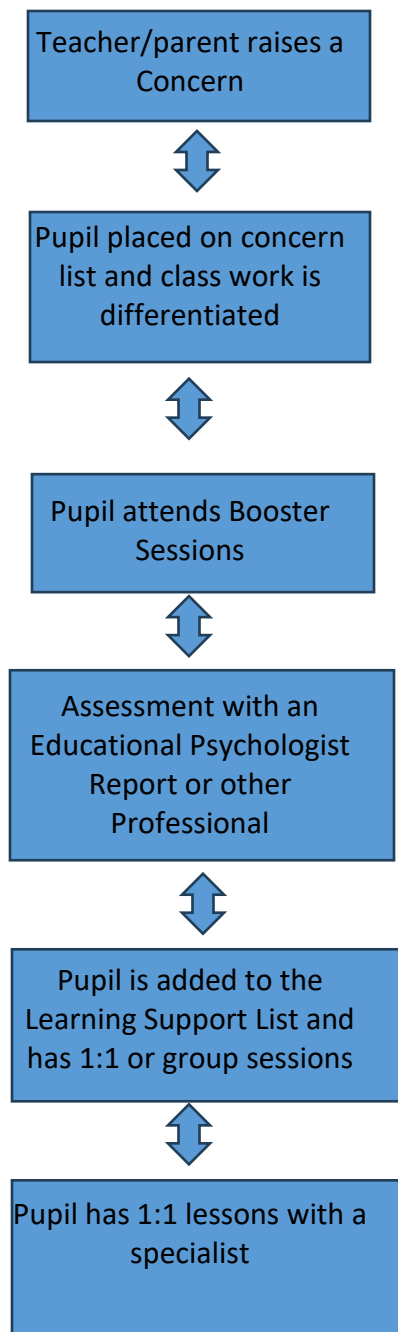 Teacher/parent raises a
Concern
Pupil placed on concern
list and class work is
differentiated
Pupil attends Booster
Sessions
Assessment with an
Educational Psychologist
Report or other
Professional
Pupil is added to the
Learning Support List and
has 1:1 or group sessions
Pupil has 1:1 lessons with a
specialist